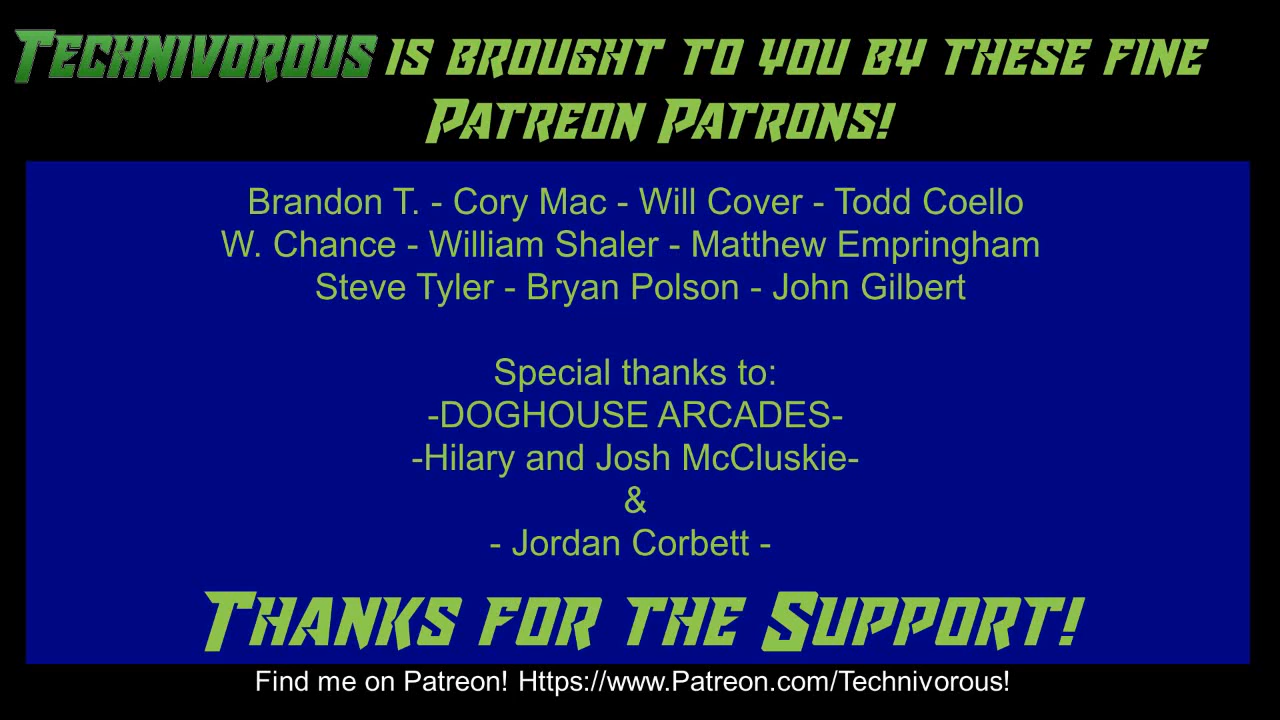 Technivorous is brought to you by these fine
Patreon Patrons!
Brandon T. - Cory Mac - Will Cover - Todd Coello
W. Chance - William Shaler - Matthew Empringham
Steve Tyler - Bryan Polson - John Gilbert
Special thanks to:
-DOGHOUSE ARCADES-
-Hilary and Josh McCluskie-
&
- Jordan Corbett -
Thanks for the Support!
Find me on Patreon! Https://www.Patreon.com/Technivorous!